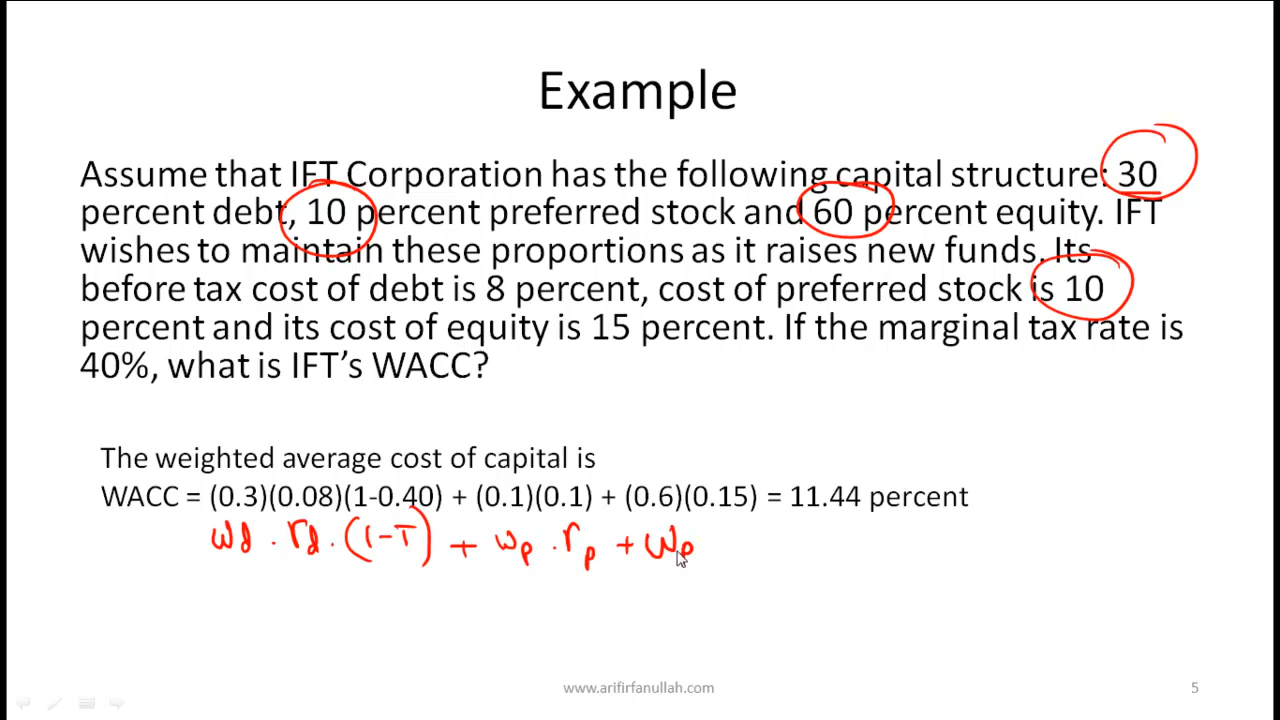 Example
Assume that IFT Corporation has the following capital structure: 30
percent debt, 10 percent preferred stock and 60 percent equity. IFT
wishes to maintain these proportions as it raises new funds. Its
before tax cost of debt is 8 percent, cost of preferred stock is 10
percent and its cost of equity is 15 percent. If the marginal tax rate is
40%, what is IFT’s WACC?
The weighted average cost of capital is
WACC = (0.3)(0.08)(1-0.40) + (0.1)(0.1) + (0.6)(0.15) = 11.44 percent
wd . rd . (1-T) + wp . rp + wp
www.arifirfanullah.com
5